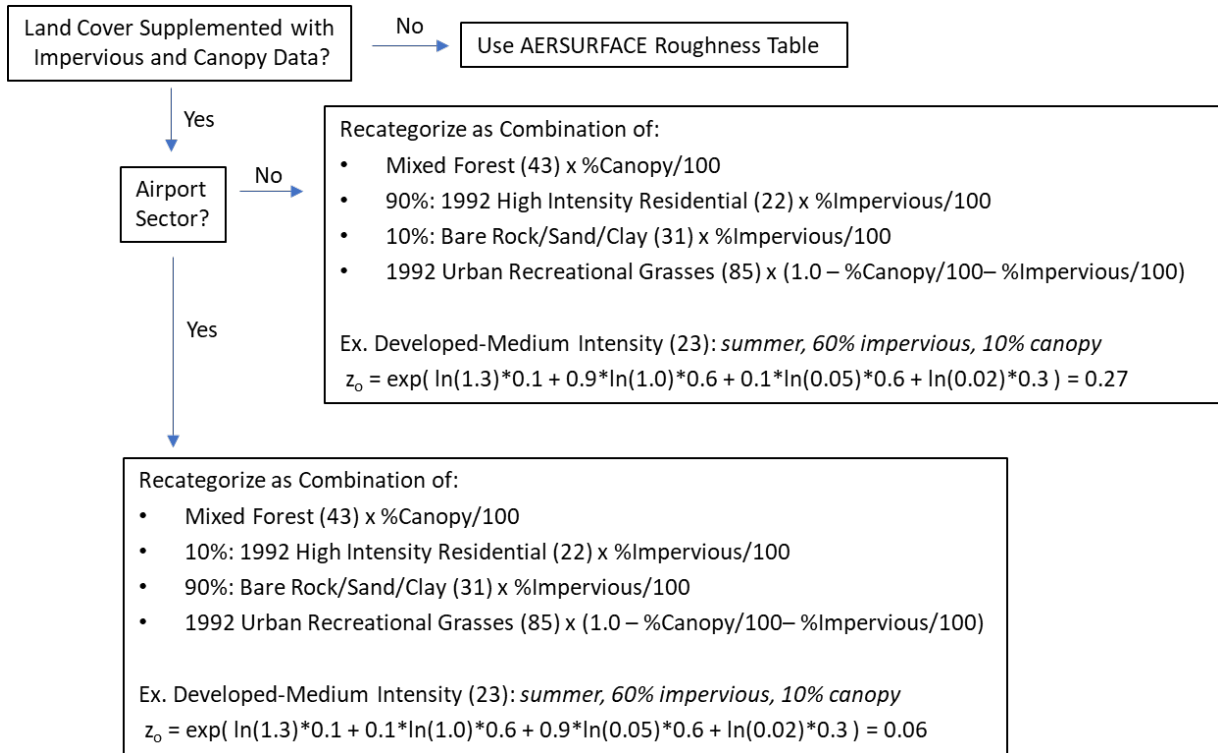 Land Cover Supplemented with
Impervious and Canopy Data?
No
Use AERSURFACE Roughness Table
Yes
Airport
Sector?
No
Recategorize as Combination of:
• Mixed Forest (43) x %Canopy/100
• 90%: 1992 High Intensity Residential (22) x %Impervious/100
• 10%: Bare Rock/Sand/Clay (31) x %Impervious/100
• 1992 Urban Recreational Grasses (85) x (1.0 – %Canopy/100– %Impervious/100)
Ex. Developed-Medium Intensity (23): summer, 60% impervious, 10% canopy
zₒ = exp( ln(1.3)*0.1 + 0.9*ln(1.0)*0.6 + 0.1*ln(0.05)*0.6 + ln(0.02)*0.3 ) = 0.27
Yes
Recategorize as Combination of:
• Mixed Forest (43) x %Canopy/100
• 10%: 1992 High Intensity Residential (22) x %Impervious/100
• 90%: Bare Rock/Sand/Clay (31) x %Impervious/100
• 1992 Urban Recreational Grasses (85) x (1.0 – %Canopy/100– %Impervious/100)
Ex. Developed-Medium Intensity (23): summer, 60% impervious, 10% canopy
zₒ = exp( ln(1.3)*0.1 + 0.1*ln(1.0)*0.6 + 0.9*ln(0.05)*0.6 + ln(0.02)*0.3 ) = 0.06